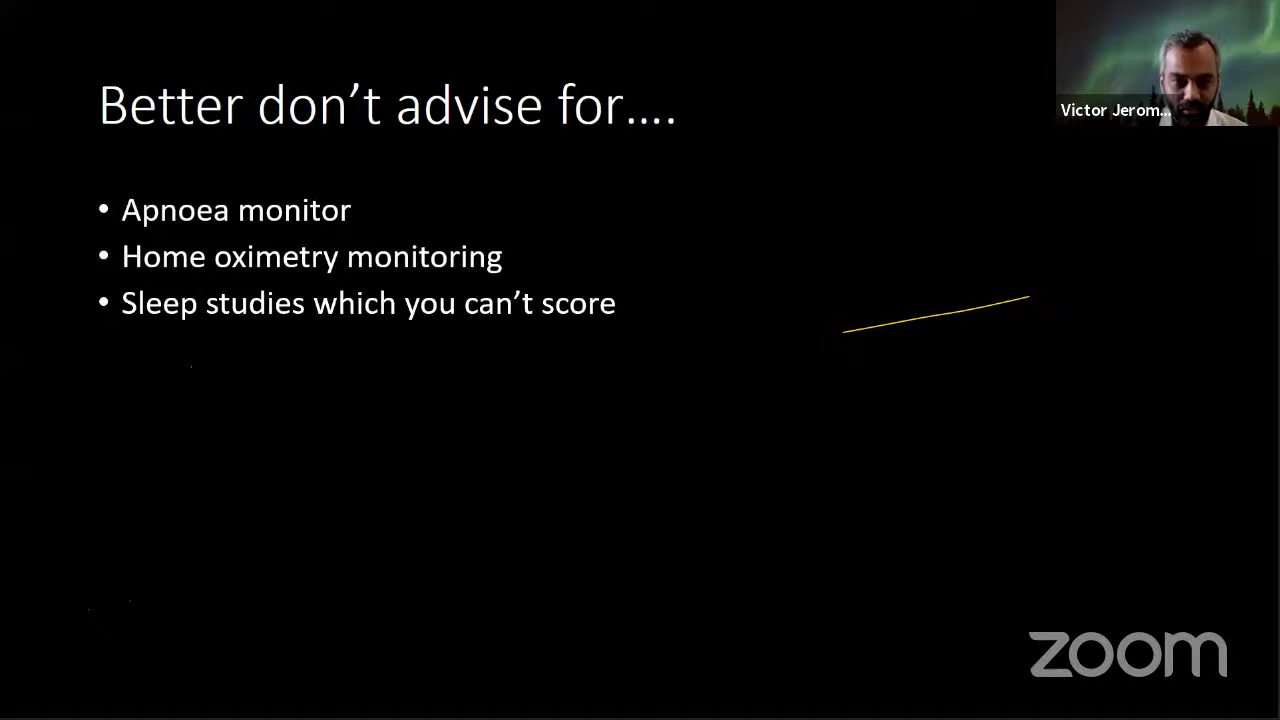 Better don’t advise for….
Victor Jerom...
• Apnoea monitor
• Home oximetry monitoring
• Sleep studies which you can’t score
zoom